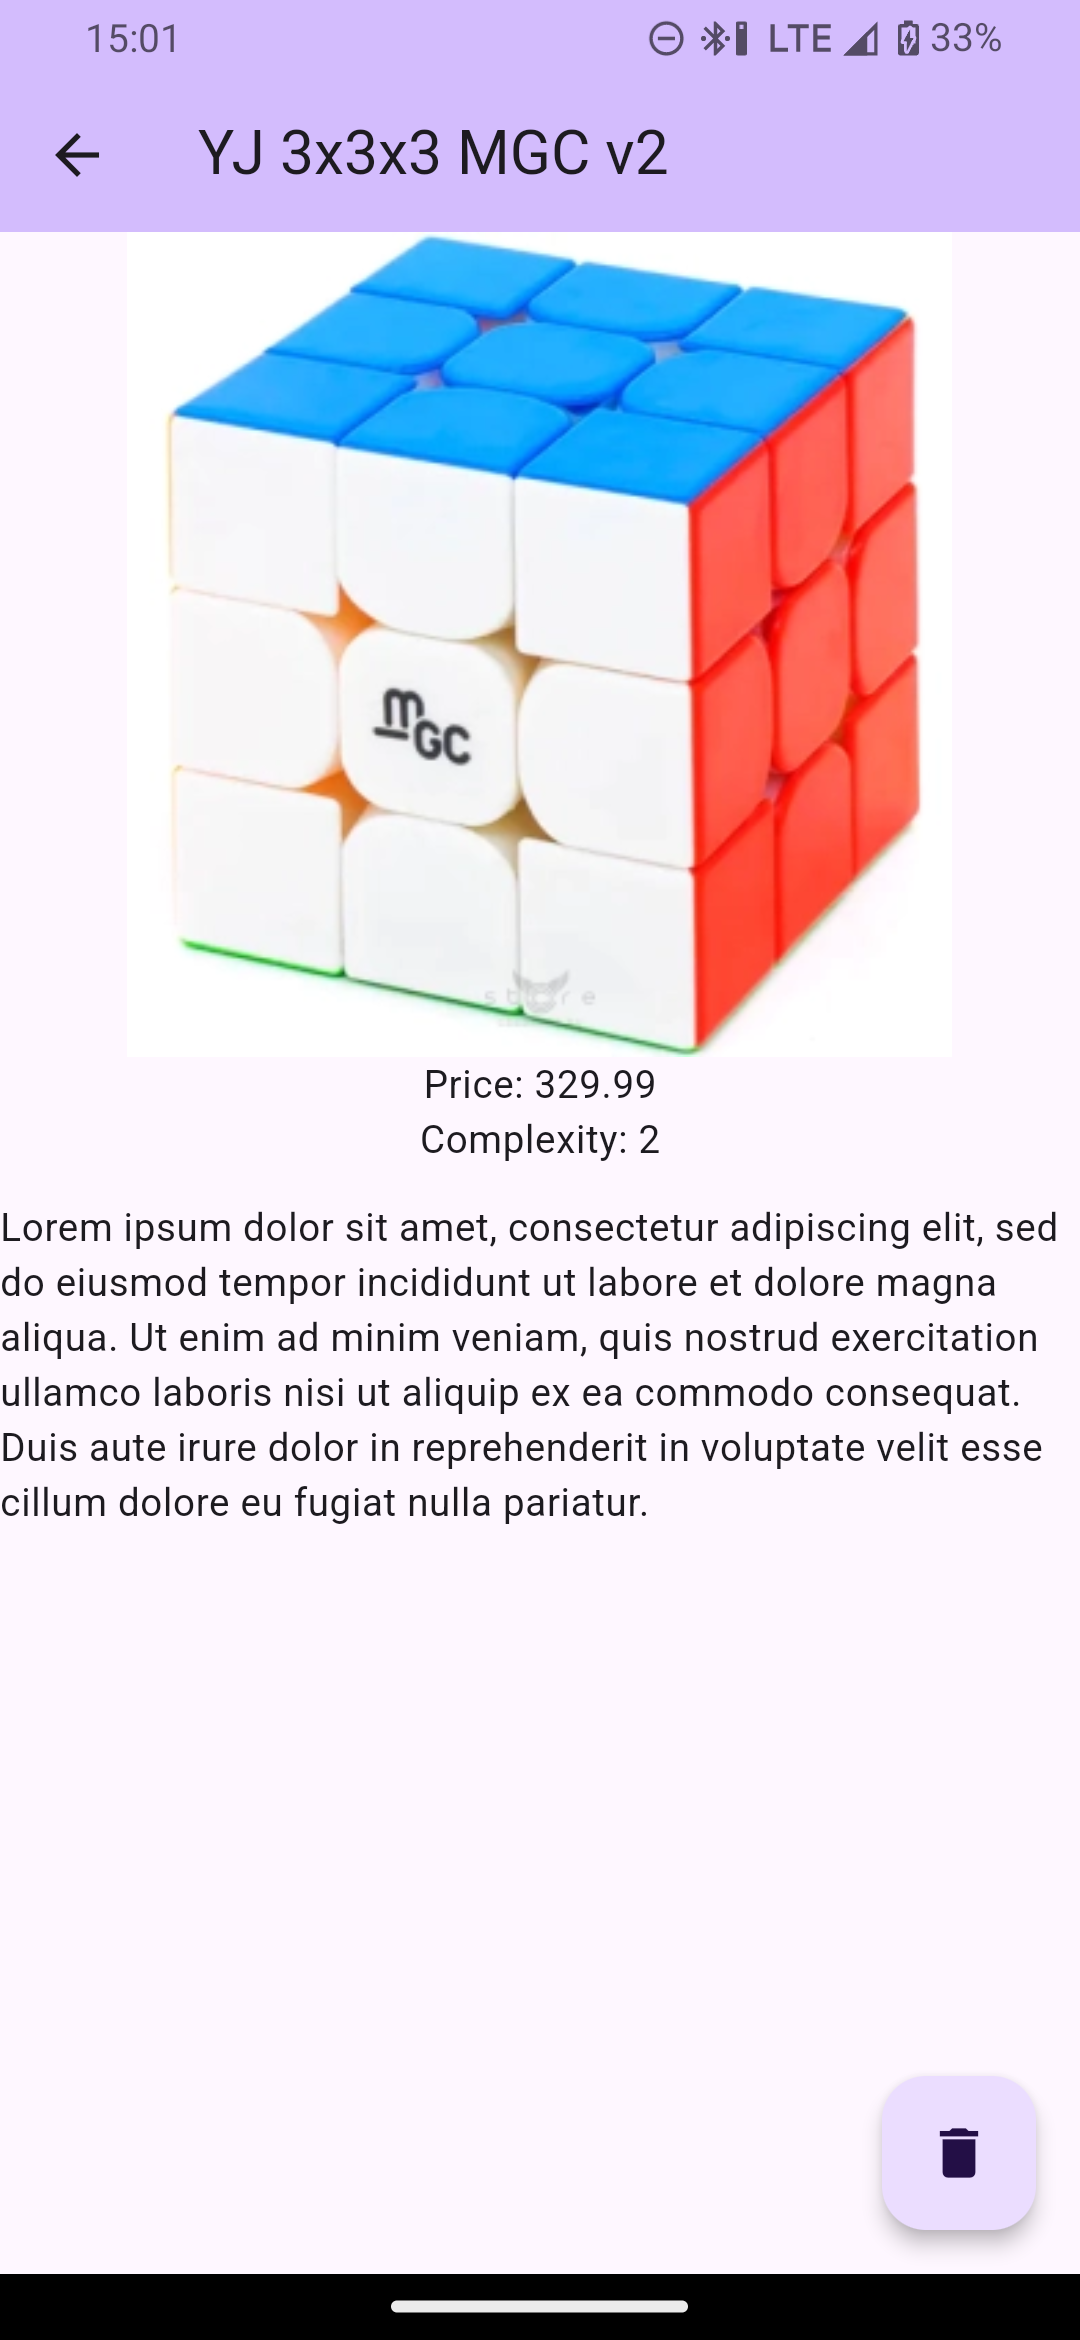 15:01
LTE
33%
YJ 3x3x3 MGC v2
mGC
store
Price: 329.99
Complexity: 2
Lorem ipsum dolor sit amet, consectetur adipiscing elit, sed
do eiusmod tempor incididunt ut labore et dolore magna
aliqua. Ut enim ad minim veniam, quis nostrud exercitation
ullamco laboris nisi ut aliquip ex ea commodo consequat.
Duis aute irure dolor in reprehenderit in voluptate velit esse
cillum dolore eu fugiat nulla pariatur.